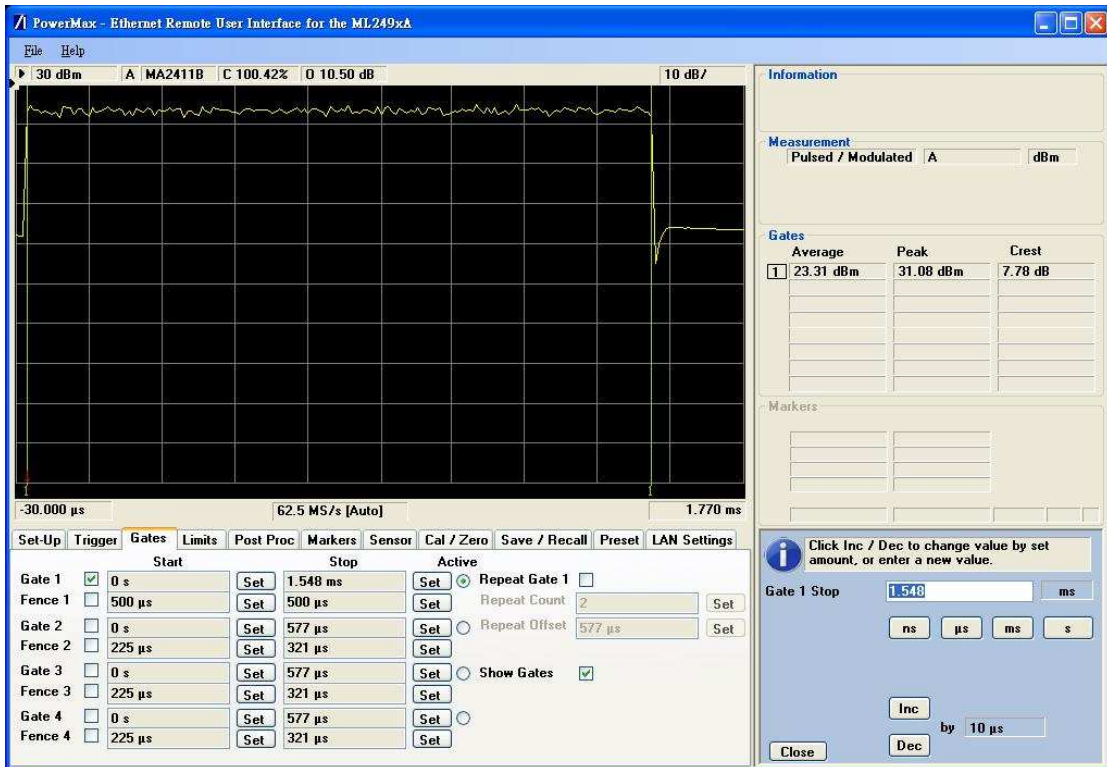 PowerMax - Ethernet Remote User Interface for the ML249xA
File Help
30 dBm A MA2411B C 100.42% O 10.50 dB 10 dB/
1 1
-30.000 µs 62.5 MS/s [Auto] 1.770 ms
Set-Up Trigger Gates Limits Post Proc Markers Sensor Cal / Zero Save / Recall Preset LAN Settings
Start Stop Active
Gate 1 0 s Set 1.548 ms Set Repeat Gate 1
Fence 1 500 µs Set 500 µs Set Repeat Count 2 Set
Gate 2 0 s Set 577 µs Set Repeat Offset 577 µs Set
Fence 2 225 µs Set 321 µs Set
Gate 3 0 s Set 577 µs Set Show Gates
Fence 3 225 µs Set 321 µs Set
Gate 4 0 s Set 577 µs Set
Fence 4 225 µs Set 321 µs Set
Information
Measurement
Pulsed / Modulated A dBm
Gates
Average Peak Crest
1 23.31 dBm 31.08 dBm 7.78 dB
Markers
Click Inc / Dec to change value by set
amount, or enter a new value.
Gate 1 Stop 1.548 ms
ns µs ms s
Inc
by 10 µs
Dec
Close